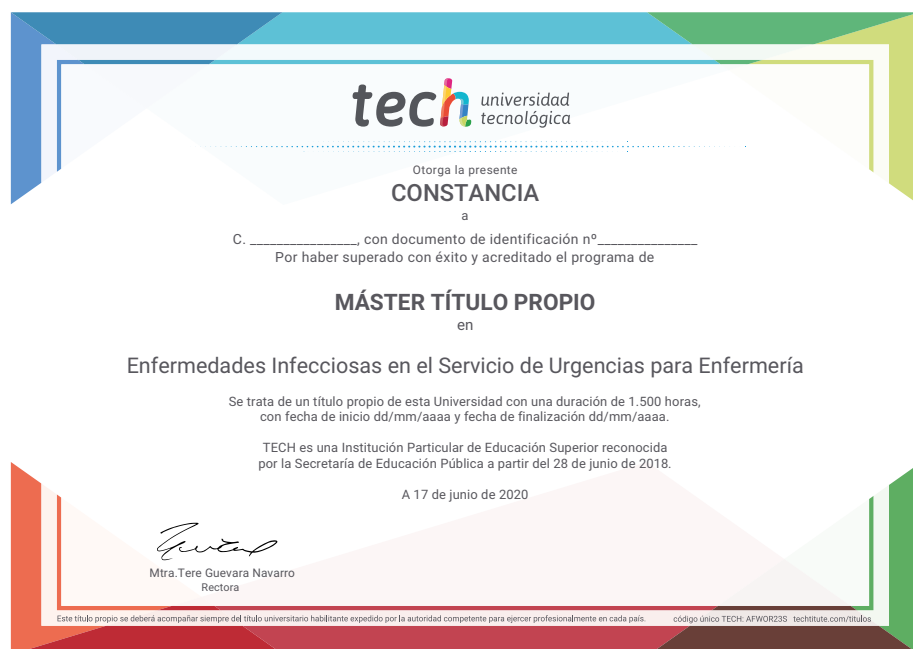 tech universidad
tecnológica
Otorga la presente
CONSTANCIA
a
C. ________________, con documento de identificación nº_______________
Por haber superado con éxito y acreditado el programa de
MÁSTER TÍTULO PROPIO
en
Enfermedades Infecciosas en el Servicio de Urgencias para Enfermería
Se trata de un título propio de esta Universidad con una duración de 1.500 horas,
con fecha de inicio dd/mm/aaaa y fecha de finalización dd/mm/aaaa.
TECH es una Institución Particular de Educación Superior reconocida
por la Secretaría de Educación Pública a partir del 28 de junio de 2018.
A 17 de junio de 2020
Mtra.Tere Guevara Navarro
Rectora
Este título propio se deberá acompañar siempre del título universitario habilitante expedido por la autoridad competente para ejercer profesionalmente en cada país. código único TECH: AFWOR23S techtitute.com/titulos